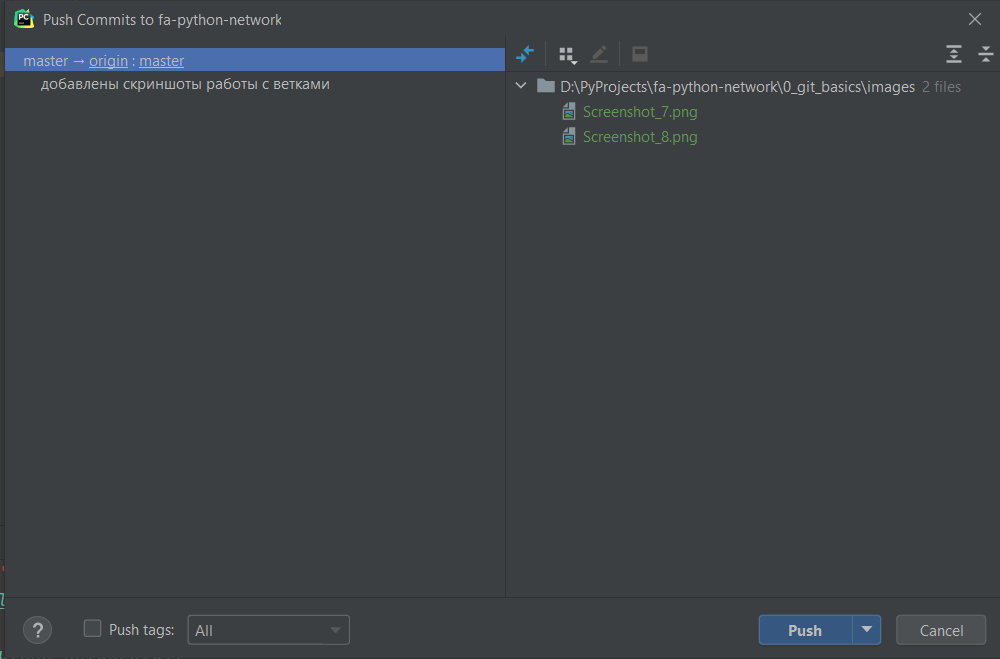 Push Commits to fa-python-network
master → origin : master
добавлены скриншоты работы с ветками
D:\PyProjects\fa-python-network\0_git_basics\images 2 files
Screenshot_7.png
Screenshot_8.png
? Push tags: All
Push
Cancel